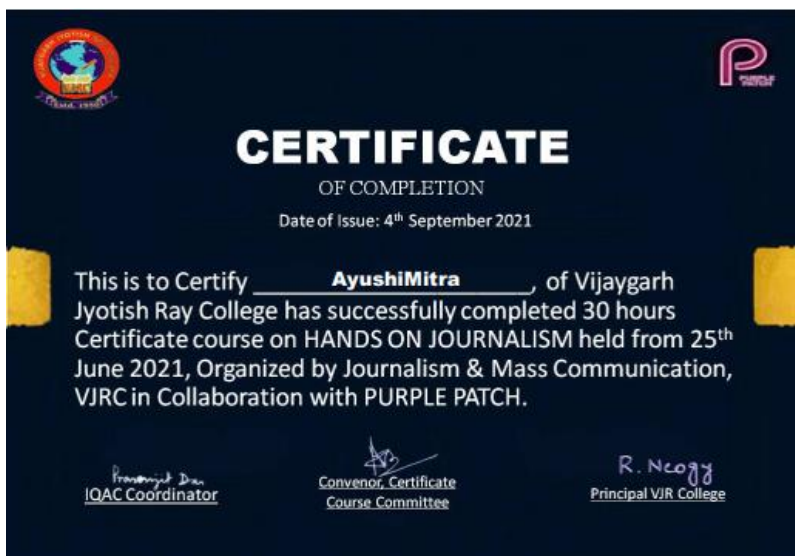 PURPLE
PATCH
CERTIFICATE
OF COMPLETION
Date of Issue: 4th September 2021
This is to Certify AyushiMitra, of Vijaygarh
Jyotish Ray College has successfully completed 30 hours
Certificate course on HANDS ON JOURNALISM held from 25th
June 2021, Organized by Journalism & Mass Communication,
VJRC in Collaboration with PURPLE PATCH.
R. Neogy
IQAC Coordinator
Convenor, Certificate
Course Committee
Principal VJR College